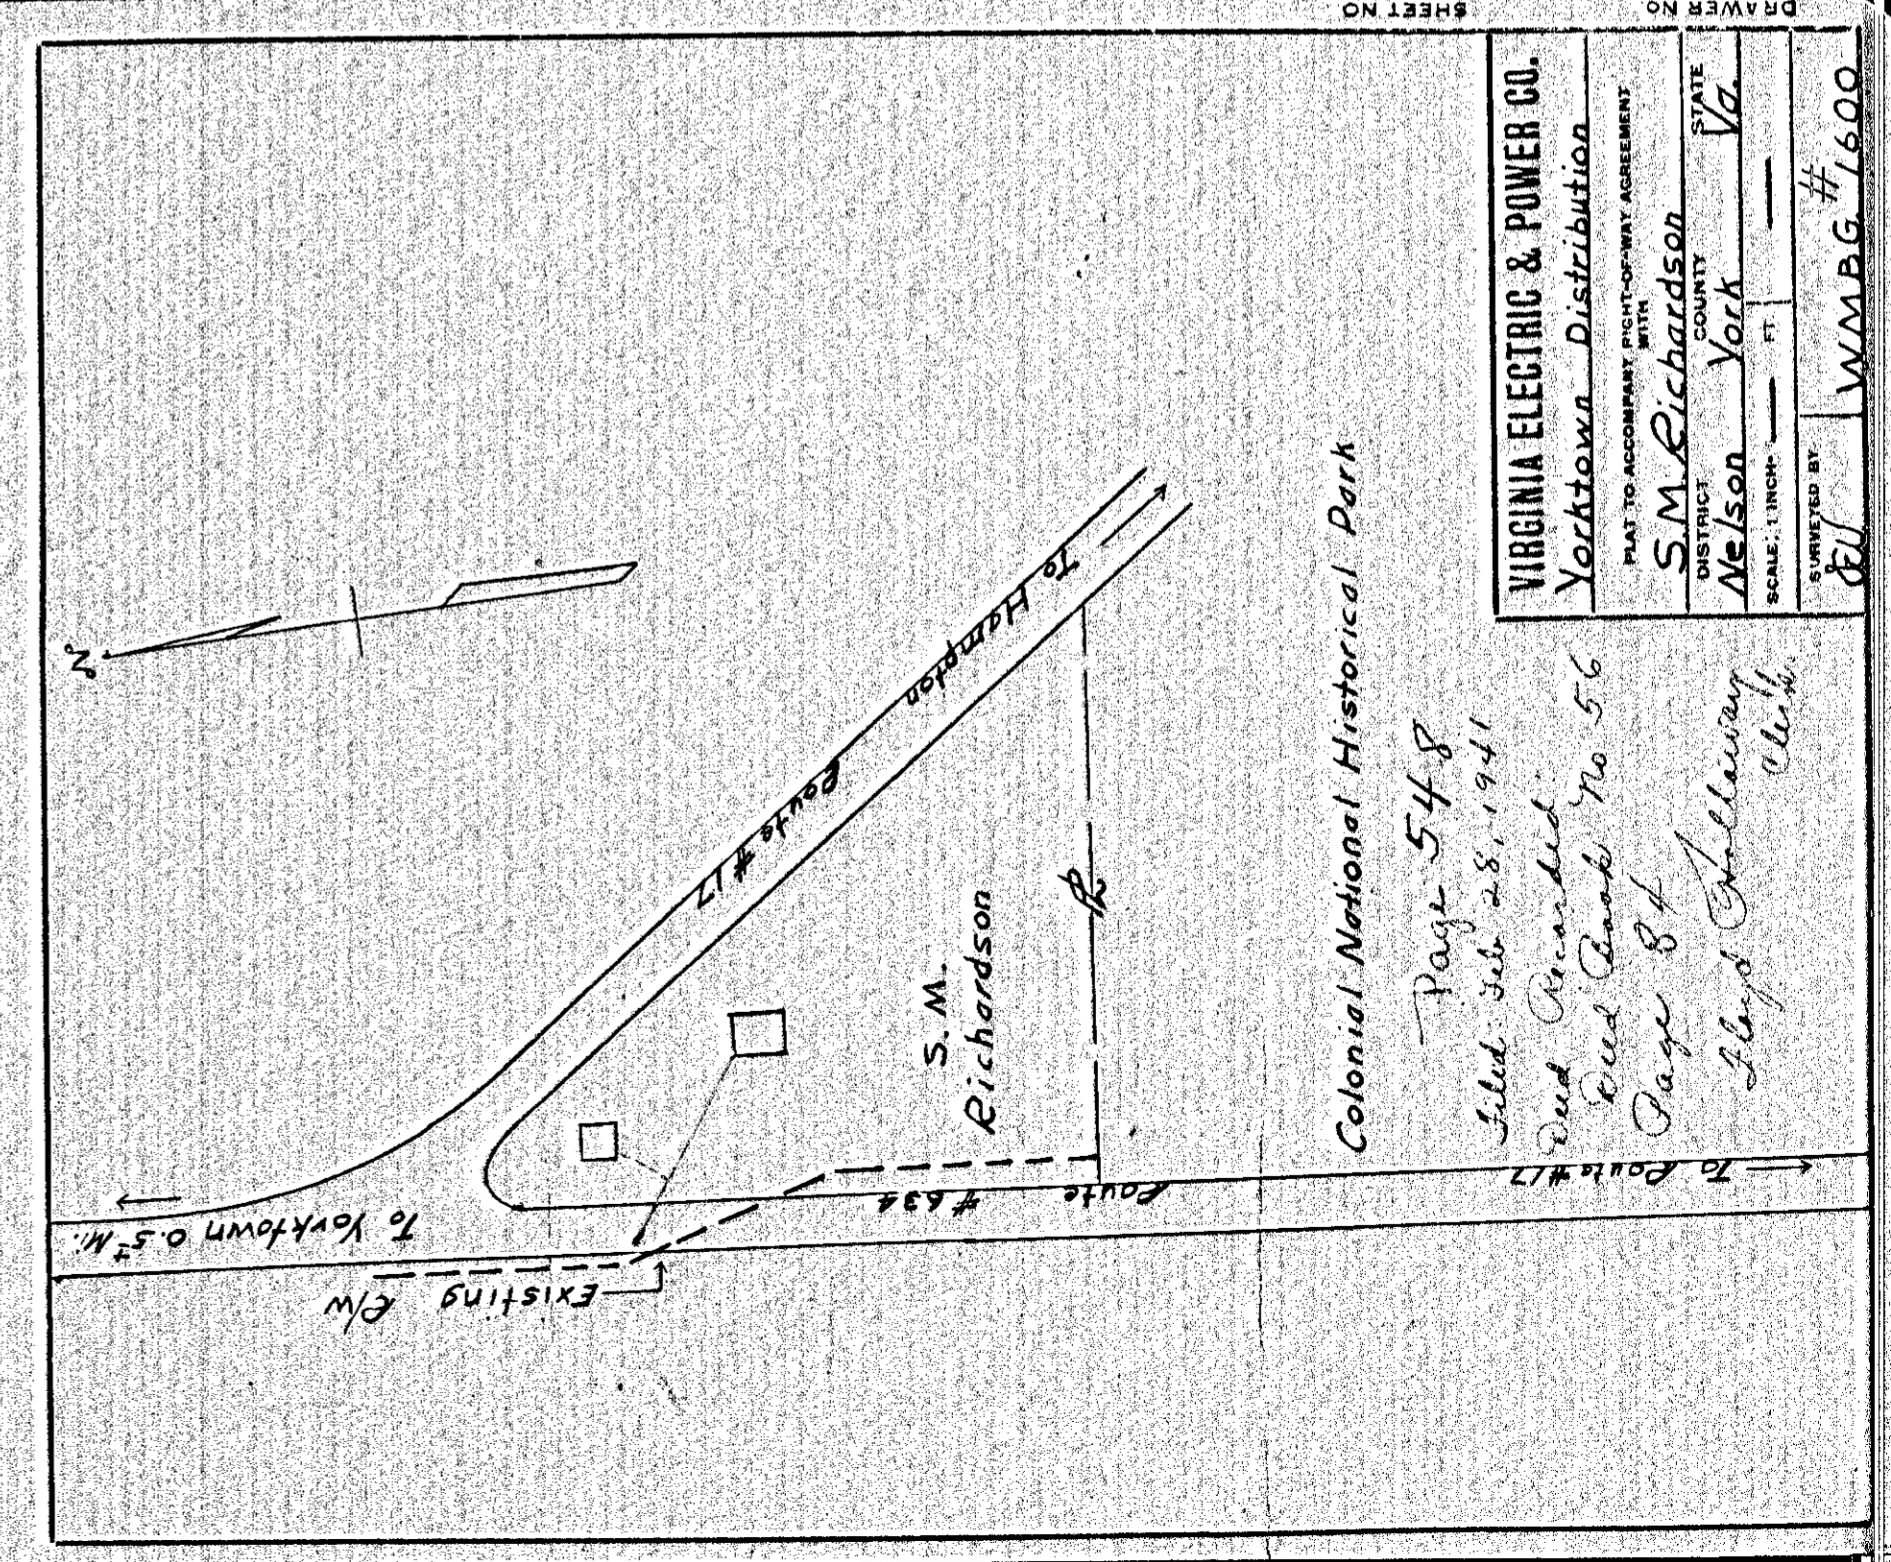 SHEET NO
DRAWER NO
N
To Yorktown 0.5± Mi.
Existing R/W
Route #17
To Hampton
S. M.
Richardson
PL
Route #634
To Route #17
Colonial National Historical Park
Page 548
Filed: Feb 28, 1941
Deed Recorded
Deed Book No 56
Page 84
Floyd Holloway
Clerk.
VIRGINIA ELECTRIC & POWER CO.
Yorktown Distribution
PLAT TO ACCOMPANY RIGHT-OF-WAY AGREEMENT
WITH
S. M. Richardson
DISTRICT COUNTY STATE
Nelson York Va.
SCALE: 1 INCH= — FT. —
SURVEYED BY
WMBG #1600